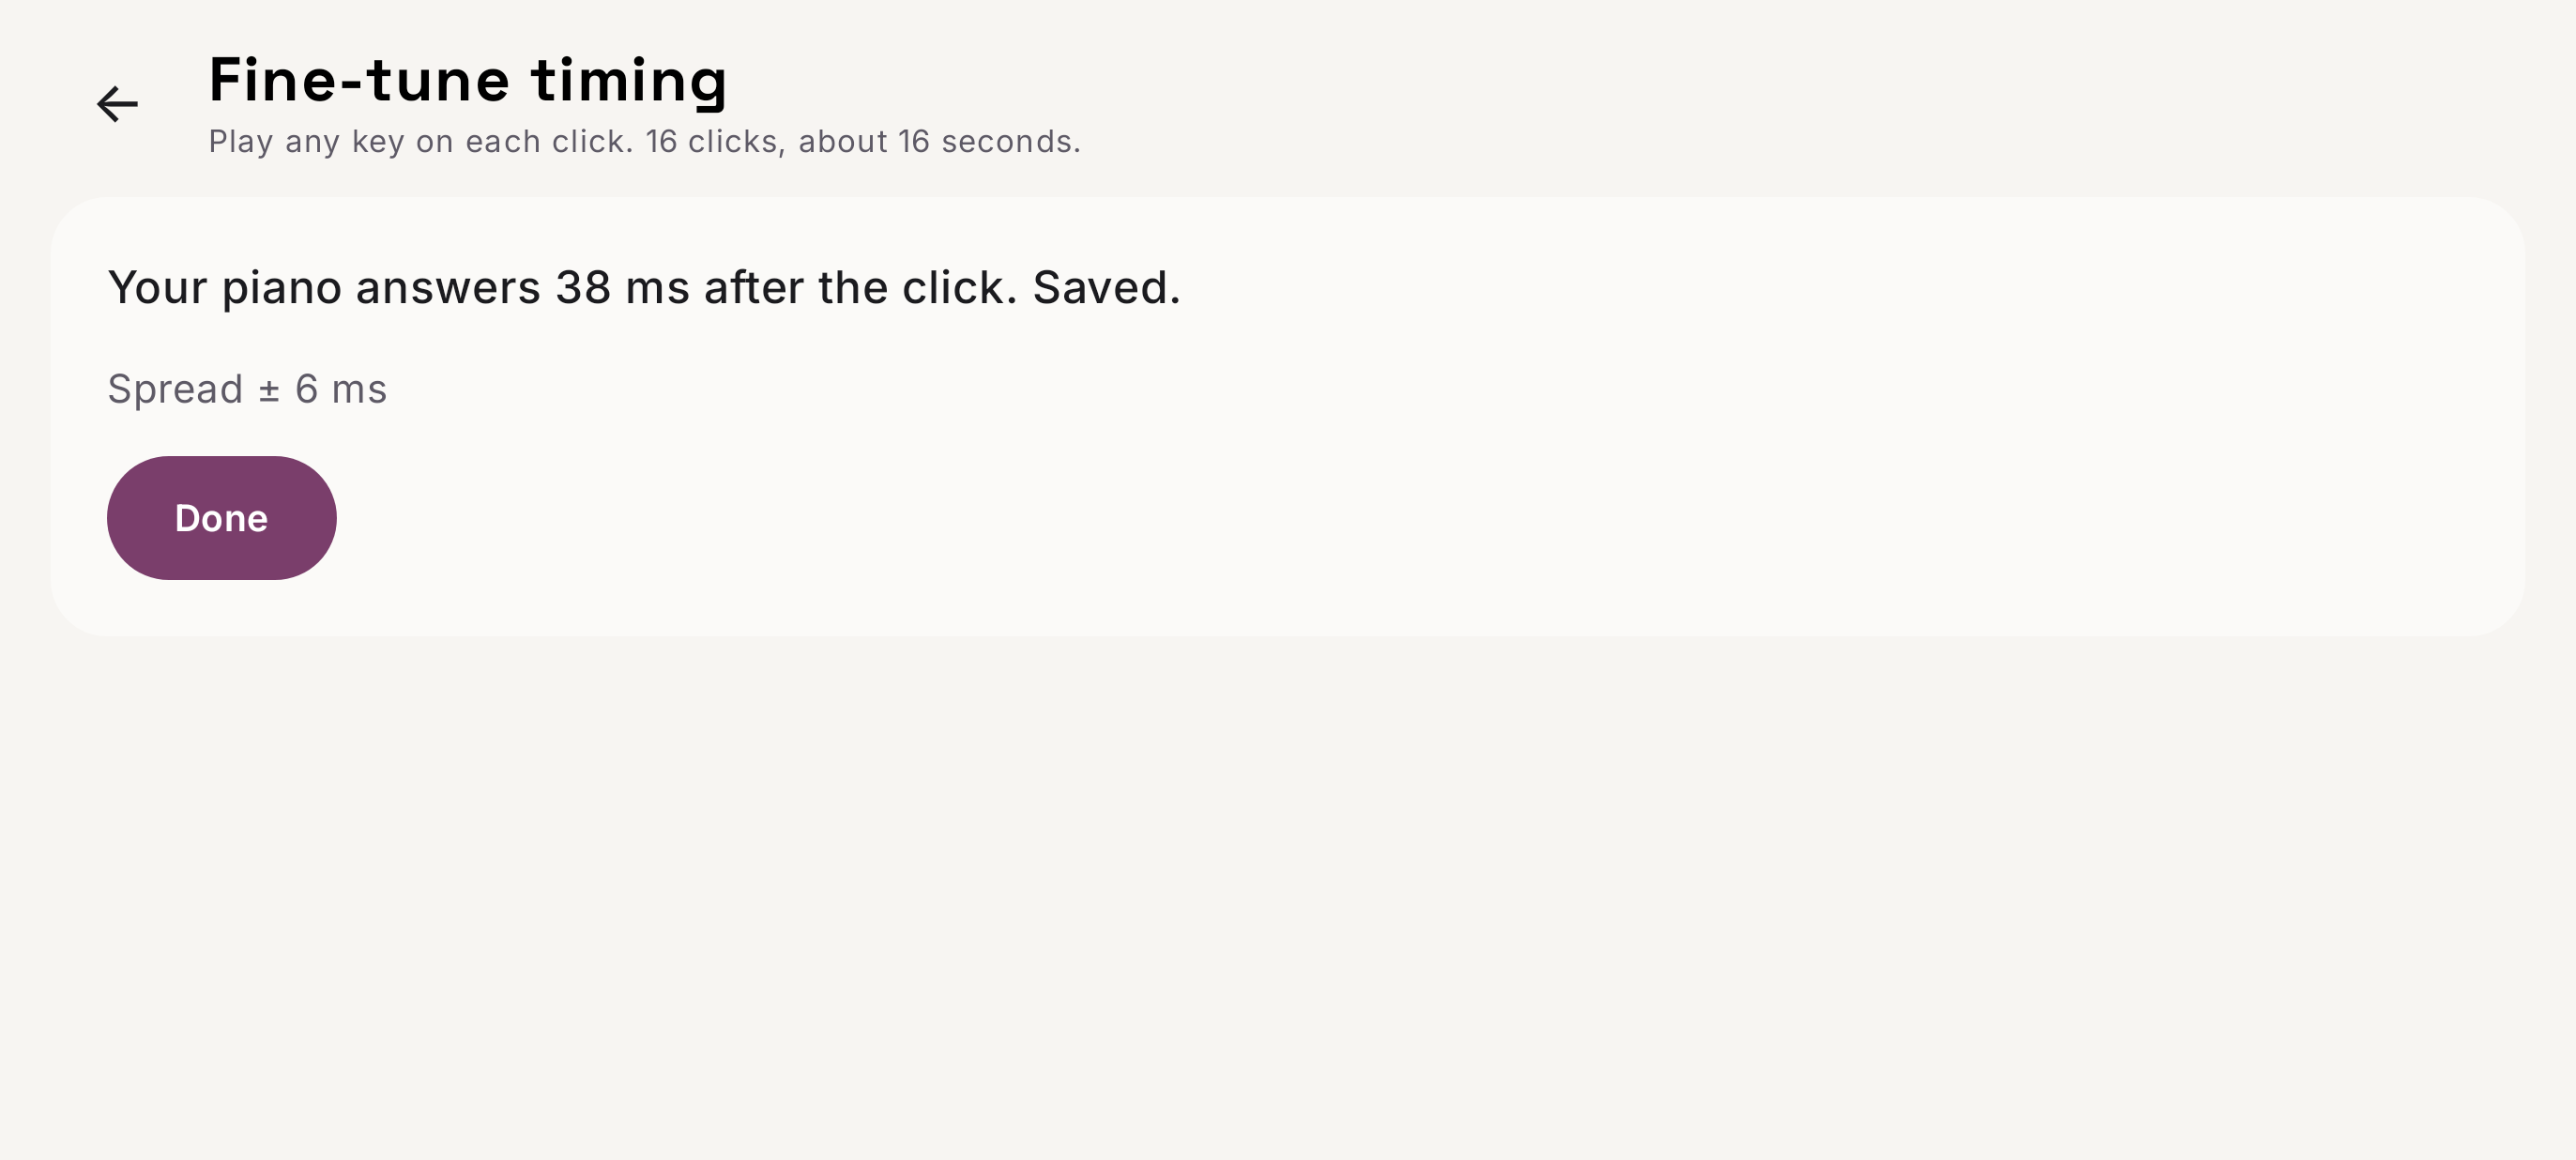 Fine-tune timing
Play any key on each click. 16 clicks, about 16 seconds.
Your piano answers 38 ms after the click. Saved.
Spread ± 6 ms
Done